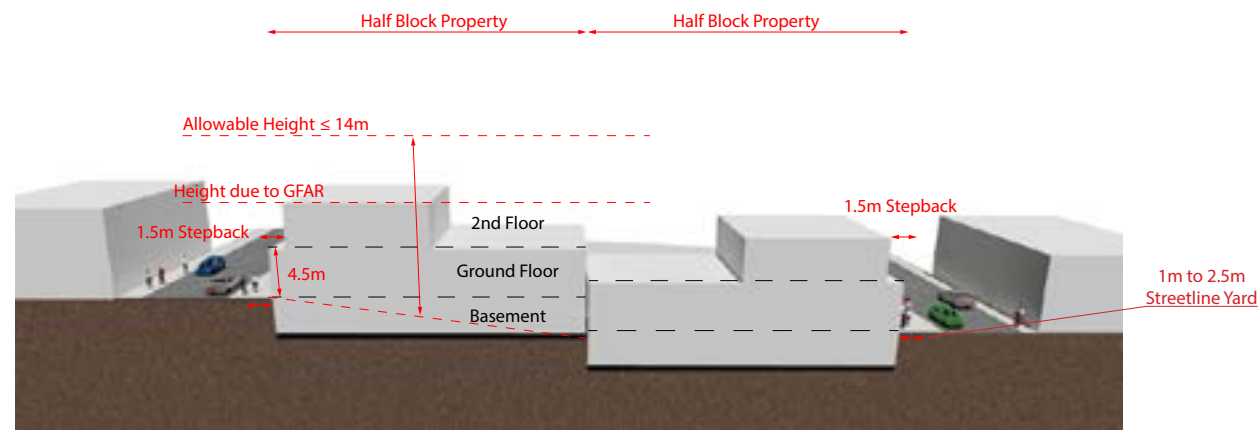 Half Block Property
Half Block Property
Allowable Height ≤ 14m
Height due to GFAR
1.5m Stepback
2nd Floor
1.5m Stepback
4.5m
Ground Floor
Basement
1m to 2.5m
Streetline Yard